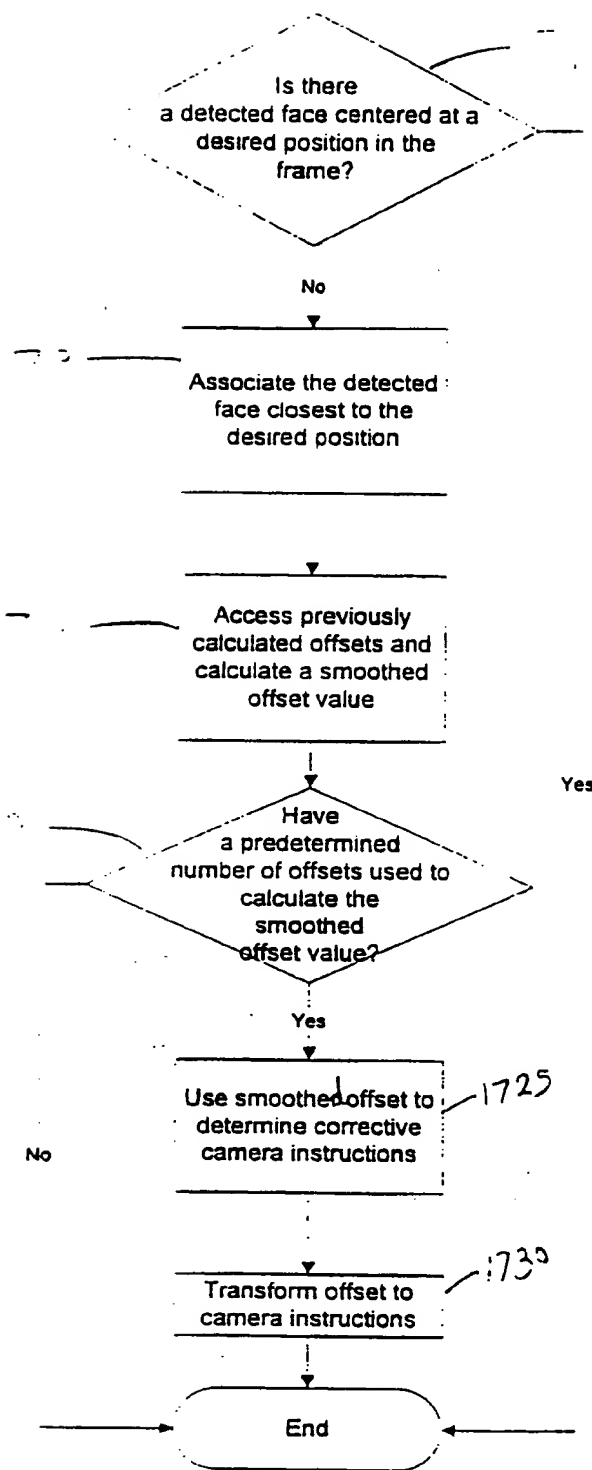 Is there
a detected face centered at a
desired position in the
frame?
No
Associate the detected
face closest to the
desired position
Access previously
calculated offsets and
calculate a smoothed
offset value
Yes
Have
a predetermined
number of offsets used to
calculate the
smoothed
offset value?
Yes
Use smoothed offset to
determine corrective
camera instructions
1725
No
Transform offset to
camera instructions
1730
End